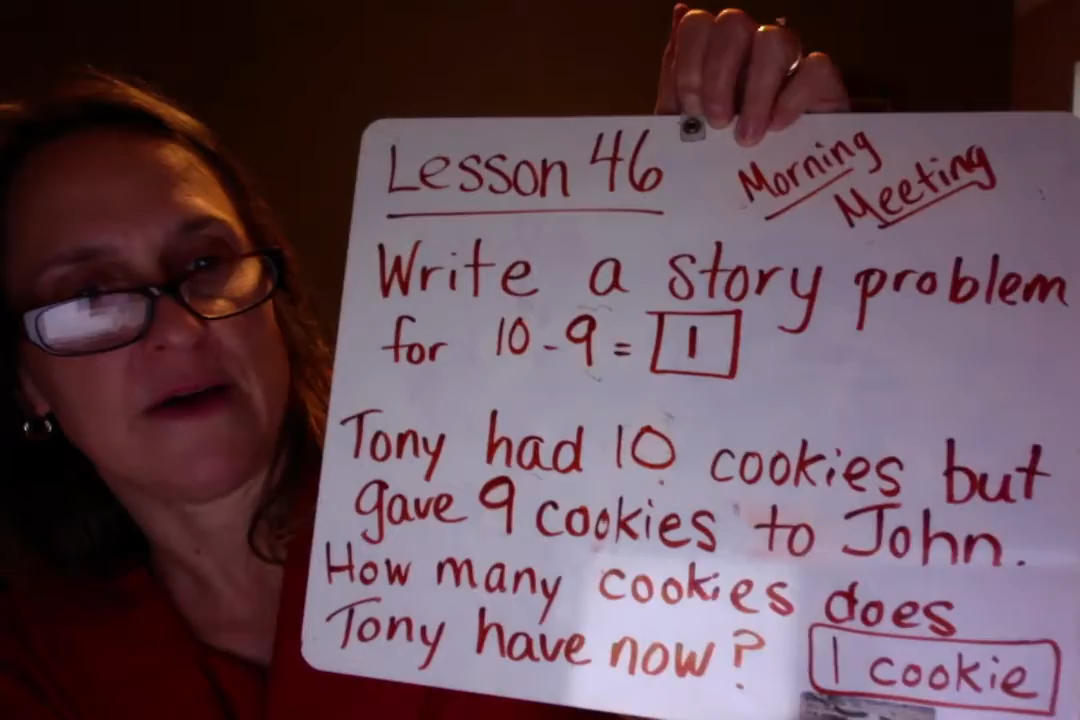 Lesson 46
Morning
Meeting
Write a story problem
for 10 - 9 = 1
Tony had 10 cookies but
gave 9 cookies to John.
How many cookies does
Tony have now?
1 cookie